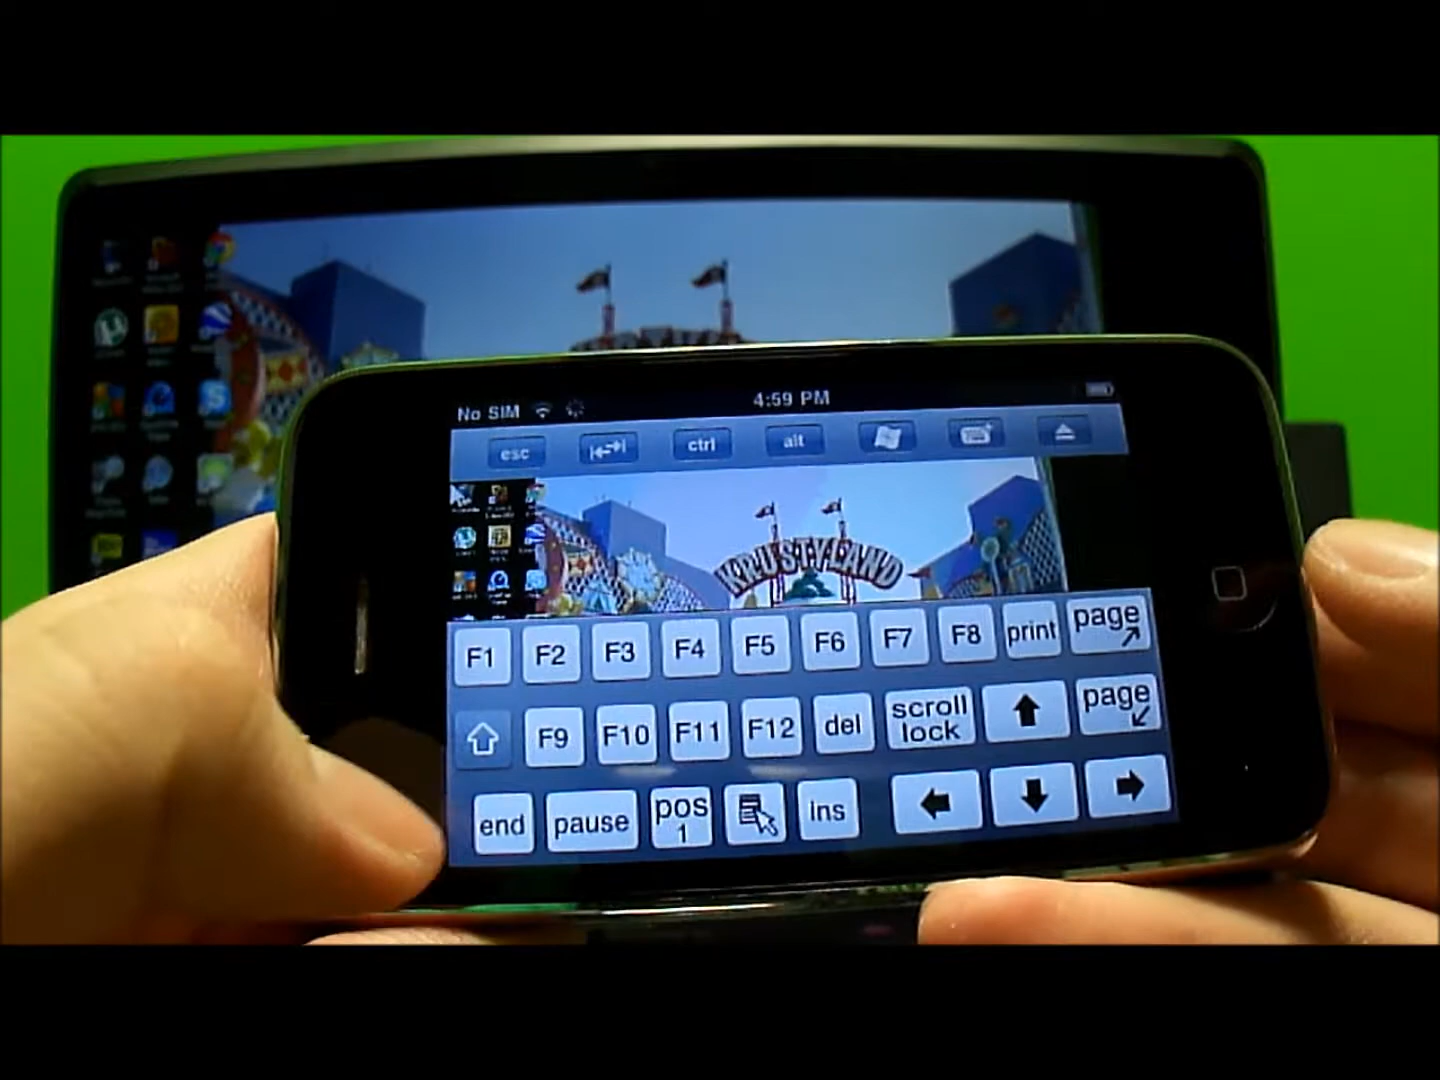 No SIM 4:59 PM
esc ctrl alt
KRUSTYLAND
F1 F2 F3 F4 F5 F6 F7 F8 print page
F9 F10 F11 F12 del scroll lock page
end pause pos 1 ins